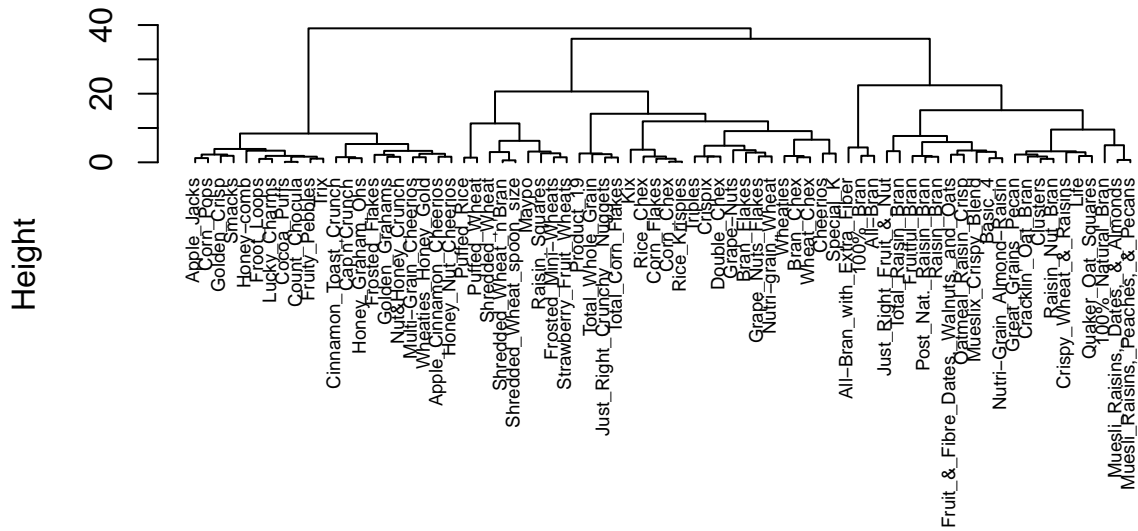 Height
0
20
40
Apple_Jacks
Corn_Pops
Golden_Crisp
Smacks
Honey-comb
Froot_Loops
Lucky_Charms
Cocoa_Puffs
Count_Chocula
Fruity_Pebbles
Trix
Cinnamon_Toast_Crunch
Cap'n'Crunch
Honey_Graham_Ohs
Frosted_Flakes
Golden_Grahams
Nut&Honey_Crunch
Multi-Grain_Cheerios
Wheaties_Honey_Gold
Apple_Cinnamon_Cheerios
Honey_Nut_Cheerios
Puffed_Rice
Puffed_Wheat
Shredded_Wheat
Shredded_Wheat_'n'Bran
Shredded_Wheat_spoon_size
Maypo
Raisin_Squares
Frosted_Mini-Wheats
Strawberry_Fruit_Wheats
Product_19
Total_Whole_Grain
Just_Right_Crunchy__Nuggets
Total_Corn_Flakes
Kix
Rice_Chex
Corn_Flakes
Corn_Chex
Rice_Krispies
Triples
Crispix
Double_Chex
Grape-Nuts
Bran_Flakes
Grape_Nuts_Flakes
Nutri-grain_Wheat
Wheaties
Bran_Chex
Wheat_Chex
Cheerios
Special_K
All-Bran_with_Extra_Fiber
100%_Bran
All-Bran
Just_Right_Fruit_&_Nut
Total_Raisin_Bran
Fruitful_Bran
Post_Nat._Raisin_Bran
Raisin_Bran
Fruit_&_Fibre_Dates,_Walnuts,_and_Oats
Oatmeal_Raisin_Crisp
Mueslix_Crispy_Blend
Basic_4
Nutri-Grain_Almond-Raisin
Great_Grains_Pecan
Cracklin'_Oat_Bran
Clusters
Raisin_Nut_Bran
Crispy_Wheat_&_Raisins
Life
Quaker_Oat_Squares
100%_Natural_Bran
Muesli_Raisins,_Dates,_&_Almonds
Muesli_Raisins,_Peaches,_&_Pecans